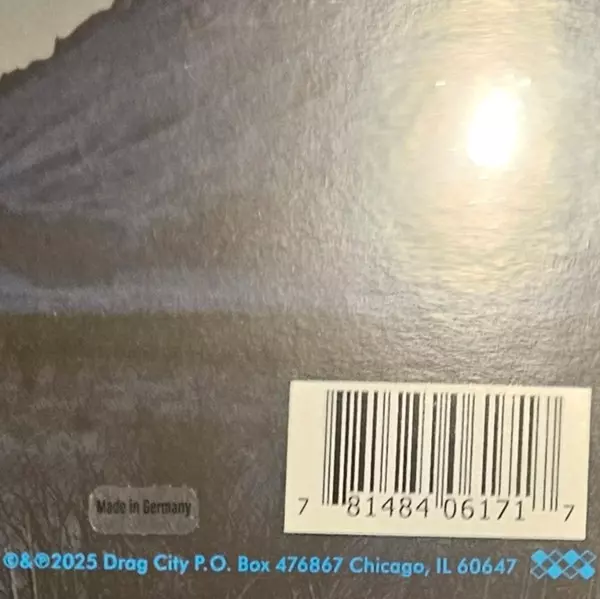 7 81484 06171 7
Made in Germany
©&℗2025 Drag City P.O. Box 476867 Chicago, IL 60647